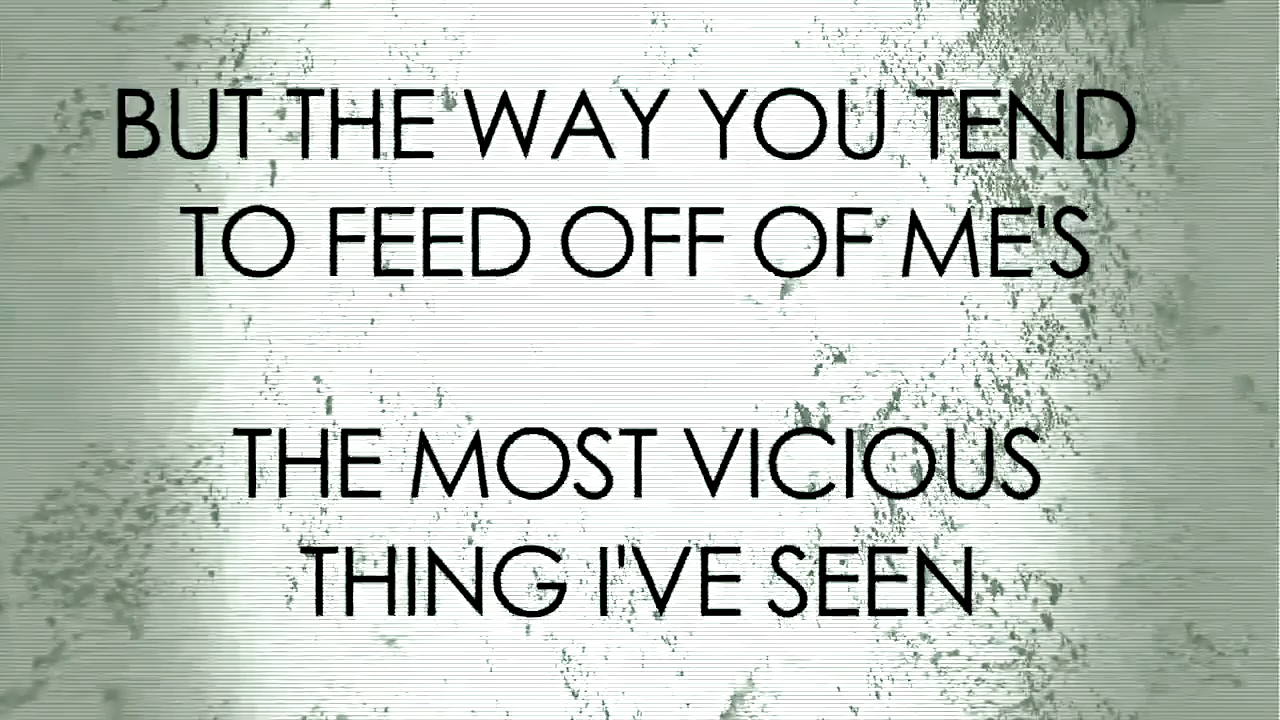 BUT THE WAY YOU TEND
TO FEED OFF OF ME'S
THE MOST VICIOUS
THING I'VE SEEN